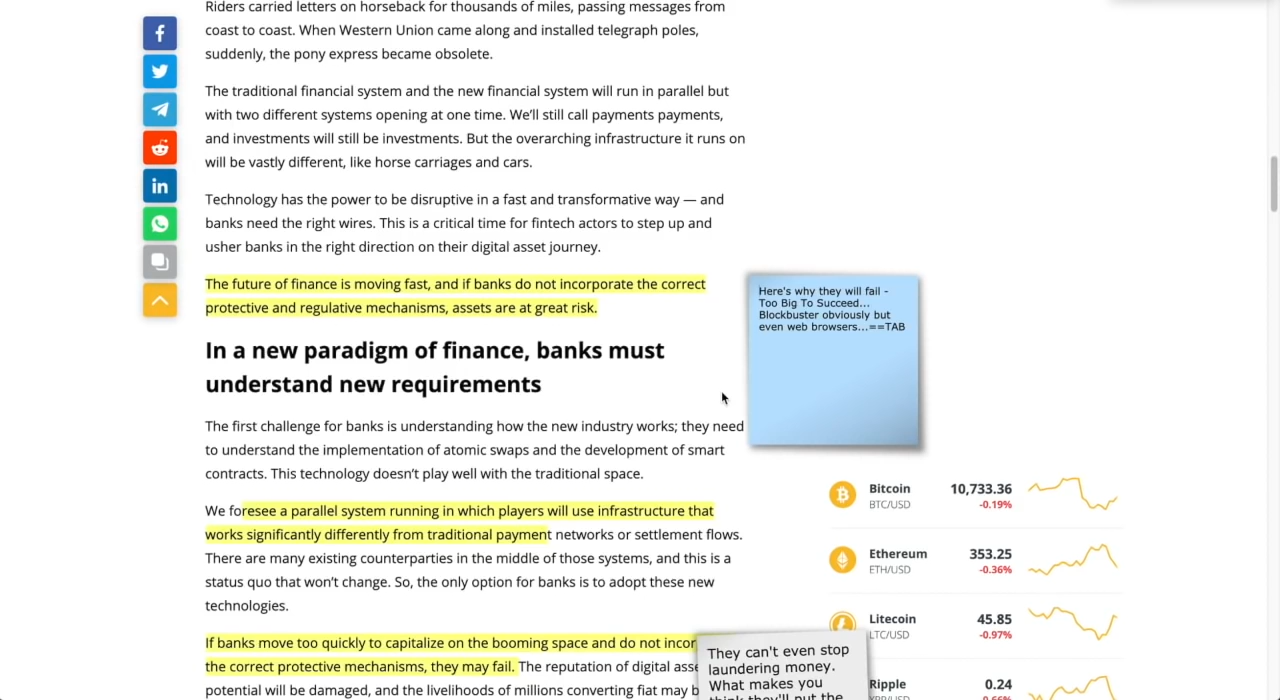 Riders carried letters on horseback for thousands of miles, passing messages from
coast to coast. When Western Union came along and installed telegraph poles,
suddenly, the pony express became obsolete.
The traditional financial system and the new financial system will run in parallel but
with two different systems opening at one time. We’ll still call payments payments,
and investments will still be investments. But the overarching infrastructure it runs on
will be vastly different, like horse carriages and cars.
Technology has the power to be disruptive in a fast and transformative way — and
banks need the right wires. This is a critical time for fintech actors to step up and
usher banks in the right direction on their digital asset journey.
The future of finance is moving fast, and if banks do not incorporate the correct
protective and regulative mechanisms, assets are at great risk.
In a new paradigm of finance, banks must
understand new requirements
The first challenge for banks is understanding how the new industry works; they need
to understand the implementation of atomic swaps and the development of smart
contracts. This technology doesn’t play well with the traditional space.
We foresee a parallel system running in which players will use infrastructure that
works significantly differently from traditional payment networks or settlement flows.
There are many existing counterparties in the middle of those systems, and this is a
status quo that won’t change. So, the only option for banks is to adopt these new
technologies.
If banks move too quickly to capitalize on the booming space and do not incor
the correct protective mechanisms, they may fail. The reputation of digital asse
potential will be damaged, and the livelihoods of millions converting fiat may b
Here's why they will fail -
Too Big To Succeed...
Blockbuster obviously but
even web browsers...==TAB
Bitcoin 10,733.36
BTC/USD -0.19%
Ethereum 353.25
ETH/USD -0.36%
Litecoin 45.85
LTC/USD -0.97%
Ripple 0.24
They can't even stop
laundering money.
What makes you
think they'll put the